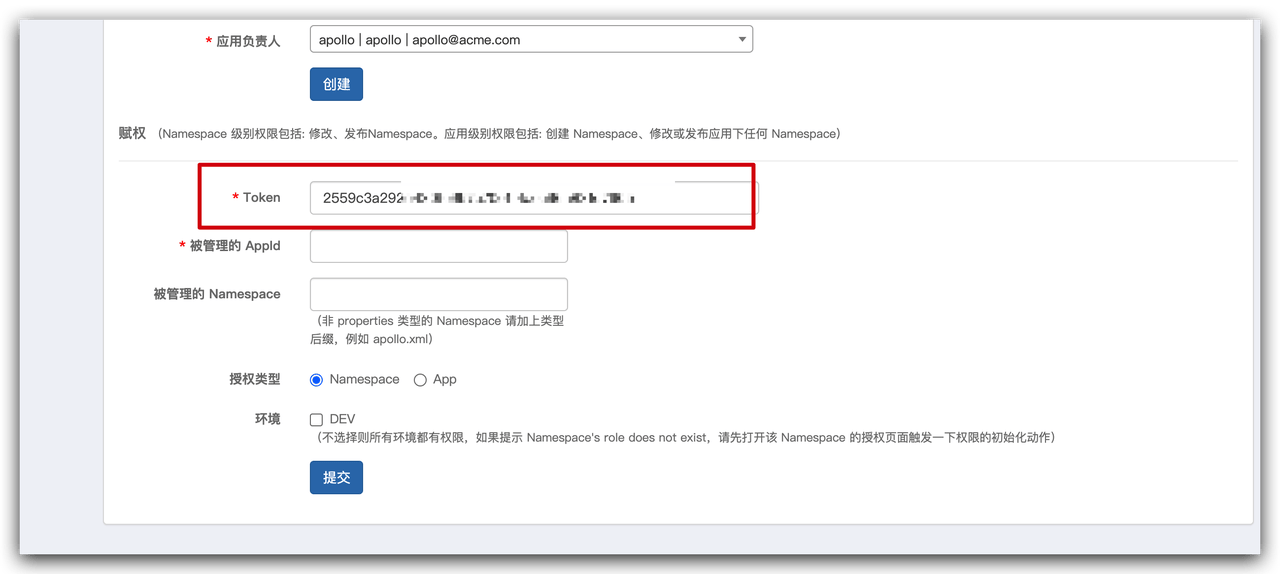 * 应用负责人 apollo | apollo | apollo@acme.com
创建
赋权 (Namespace 级别权限包括: 修改、发布Namespace。应用级别权限包括: 创建 Namespace、修改或发布应用下任何 Namespace)
* Token 2559c3a292
* 被管理的 AppId
被管理的 Namespace
(非 properties 类型的 Namespace 请加上类型
后缀，例如 apollo.xml)
授权类型 Namespace App
环境 DEV
(不选择则所有环境都有权限，如果提示 Namespace's role does not exist，请先打开该 Namespace 的授权页面触发一下权限的初始化动作)
提交